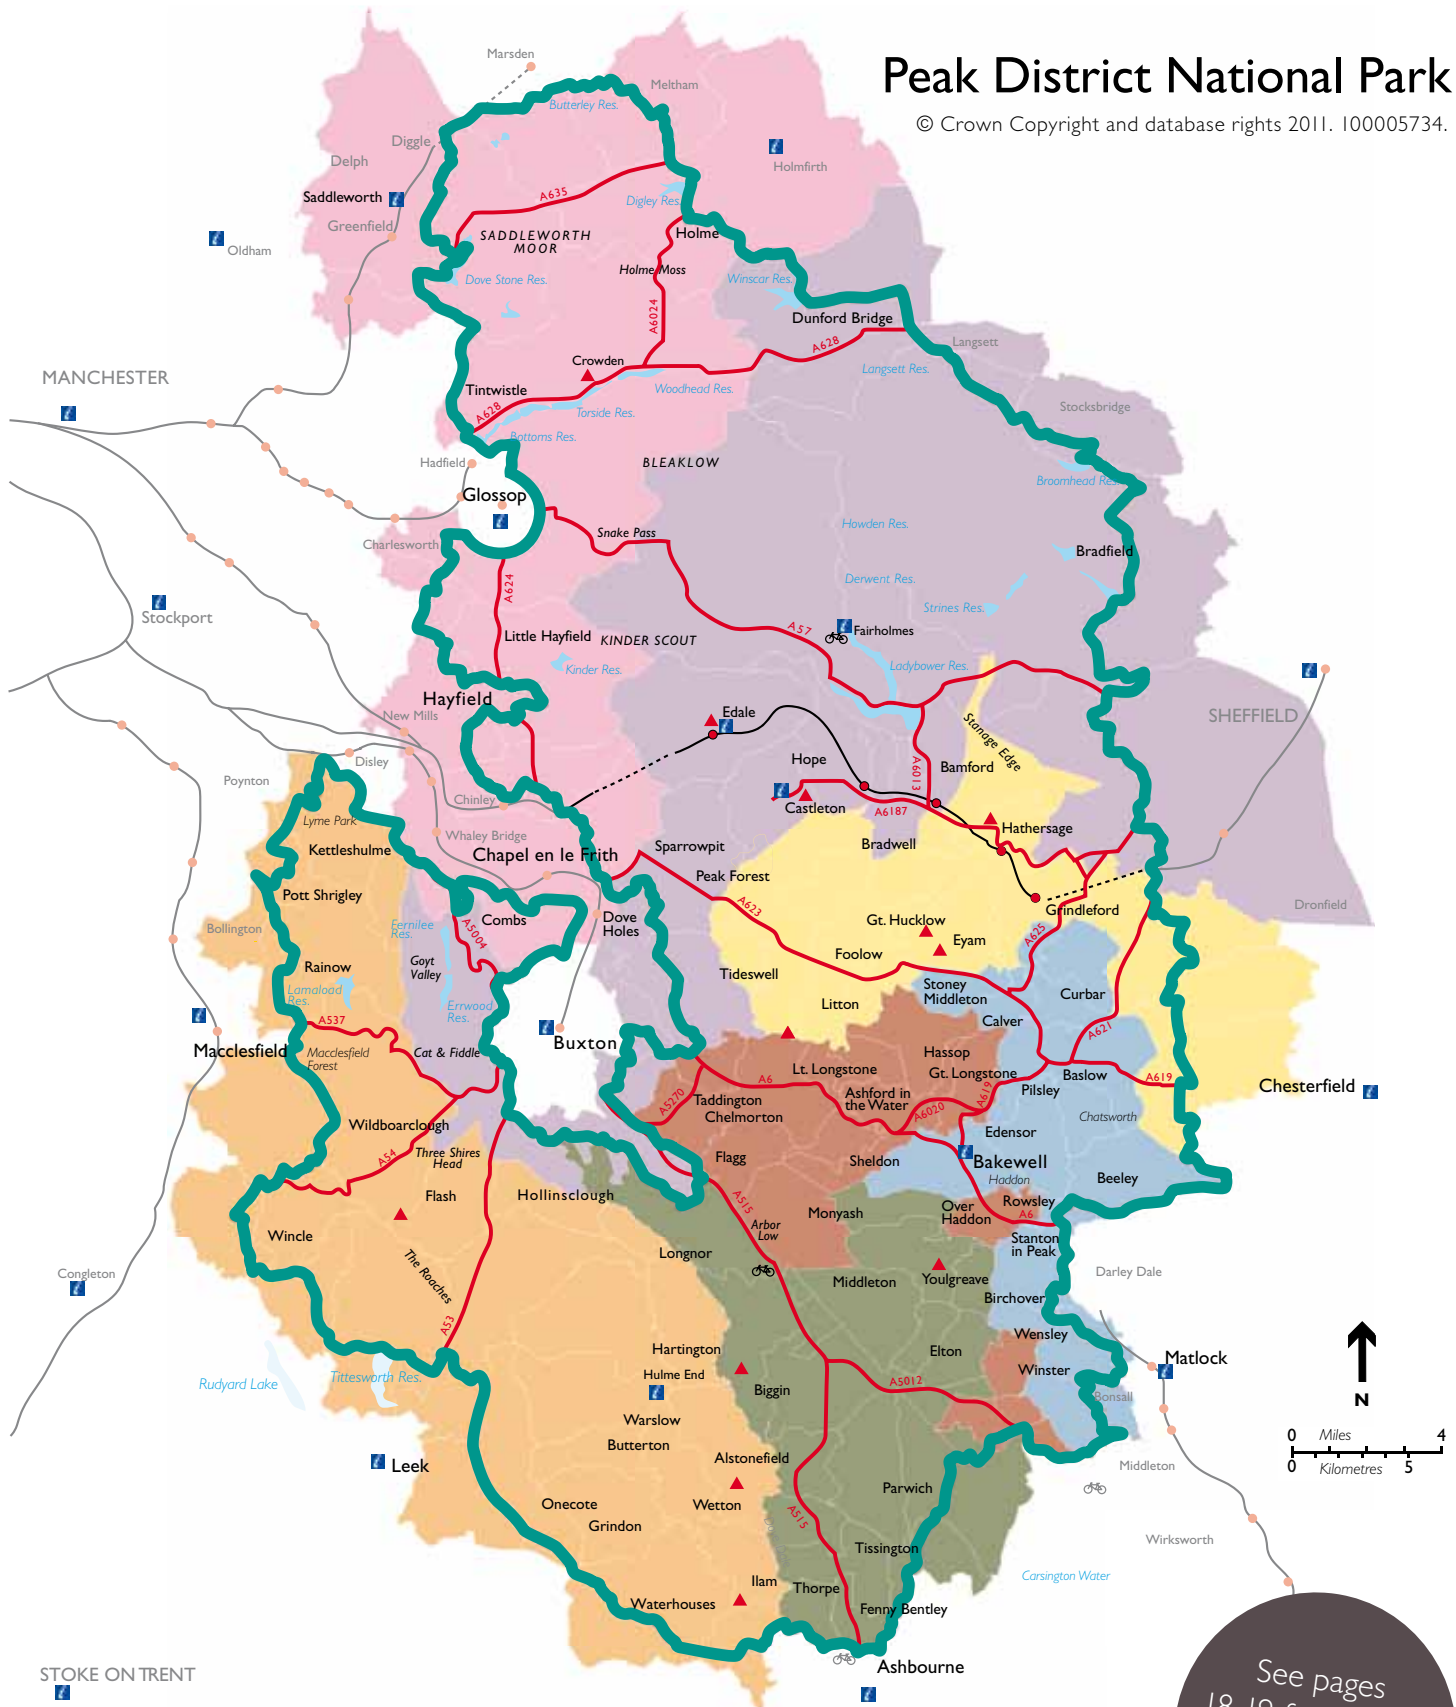 Peak District National Park
© Crown Copyright and database rights 2011. 100005734.
Marsden
Meltham
Butterley Res.
Diggle
Delph
Holmfirth
Saddleworth
A635
Digley Res.
Greenfield
Oldham
SADDLEWORTH
MOOR
Holme
Holme Moss
Dove Stone Res.
Winscar Res.
A6024
Dunford Bridge
A628
Langsett
Crowden
Langsett Res.
MANCHESTER
Tintwistle
Woodhead Res.
A628
Torside Res.
Stocksbridge
Bottoms Res.
Hadfield
BLEAKLOW
Broomhead Res.
Glossop
Howden Res.
Snake Pass
Charlesworth
Bradfield
A624
Derwent Res.
Strines Res.
Stockport
Little Hayfield
KINDER SCOUT
A57
Fairholmes
Kinder Res.
Ladybower Res.
Hayfield
New Mills
Edale
SHEFFIELD
Stanage Edge
Disley
Hope
A6013
Bamford
Poynton
Chinley
Castleton
A6187
Lyme Park
Whaley Bridge
Hathersage
Kettleshulme
Chapel en le Frith
Sparrowpit
Bradwell
Peak Forest
Pott Shrigley
A623
Grindleford
Dronfield
Bollington
Fernilee
Res.
A5004
Combs
Dove
Holes
Gt. Hucklow
A625
Eyam
Foolow
Rainow
Goyt
Valley
Tideswell
Stoney
Middleton
Curbar
Lamaload
Res.
Errwood
Res.
Litton
A537
Calver
A621
Macclesfield
Macclesfield
Forest
Cat & Fiddle
Buxton
Hassop
Lt. Longstone
Gt. Longstone
Baslow
A619
A6
Pilsley
Chesterfield
A5270
Taddington
Chelmorton
Ashford in
the Water
A619
A6020
Chatsworth
Wildboarclough
Edensor
A54
Three Shires
Head
Flagg
Sheldon
Bakewell
Haddon
Beeley
Flash
Hollinsclough
A515
Monyash
Over
Haddon
Rowsley
A6
Arbor
Low
Wincle
Stanton
in Peak
Longnor
The Roaches
Congleton
Middleton
Youlgreave
Darley Dale
Birchover
A53
Wensley
Hartington
Elton
Matlock
Hulme End
Winster
Rudyard Lake
Tittesworth Res.
Biggin
A5012
Bonsall
N
Warslow
0 Miles 4
Butterton
0 Kilometres 5
Leek
Alstonefield
Middleton
Parwich
Onecote
Wetton
A515
Grindon
Wirksworth
Tissington
Carsington Water
Ilam
Thorpe
Waterhouses
Fenny Bentley
Ashbourne
STOKE ON TRENT
See pages